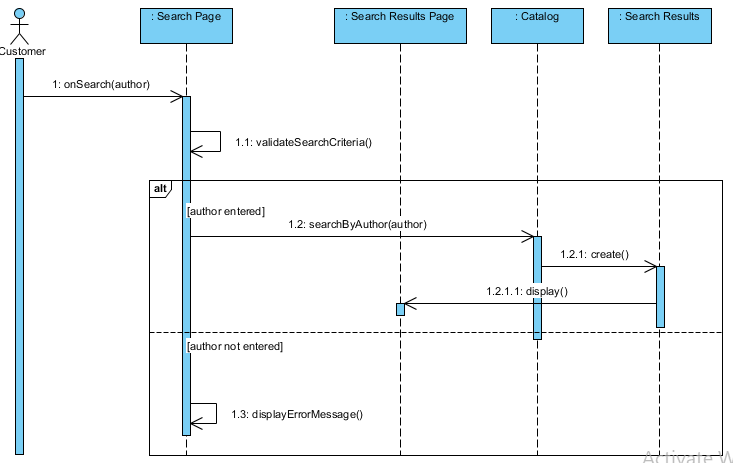 : Search Page
: Search Results Page
: Catalog
: Search Results
Customer
1: onSearch(author)
1.1: validateSearchCriteria()
alt
[author entered]
1.2: searchByAuthor(author)
1.2.1: create()
1.2.1.1: display()
[author not entered]
1.3: displayErrorMessage()
Activate W